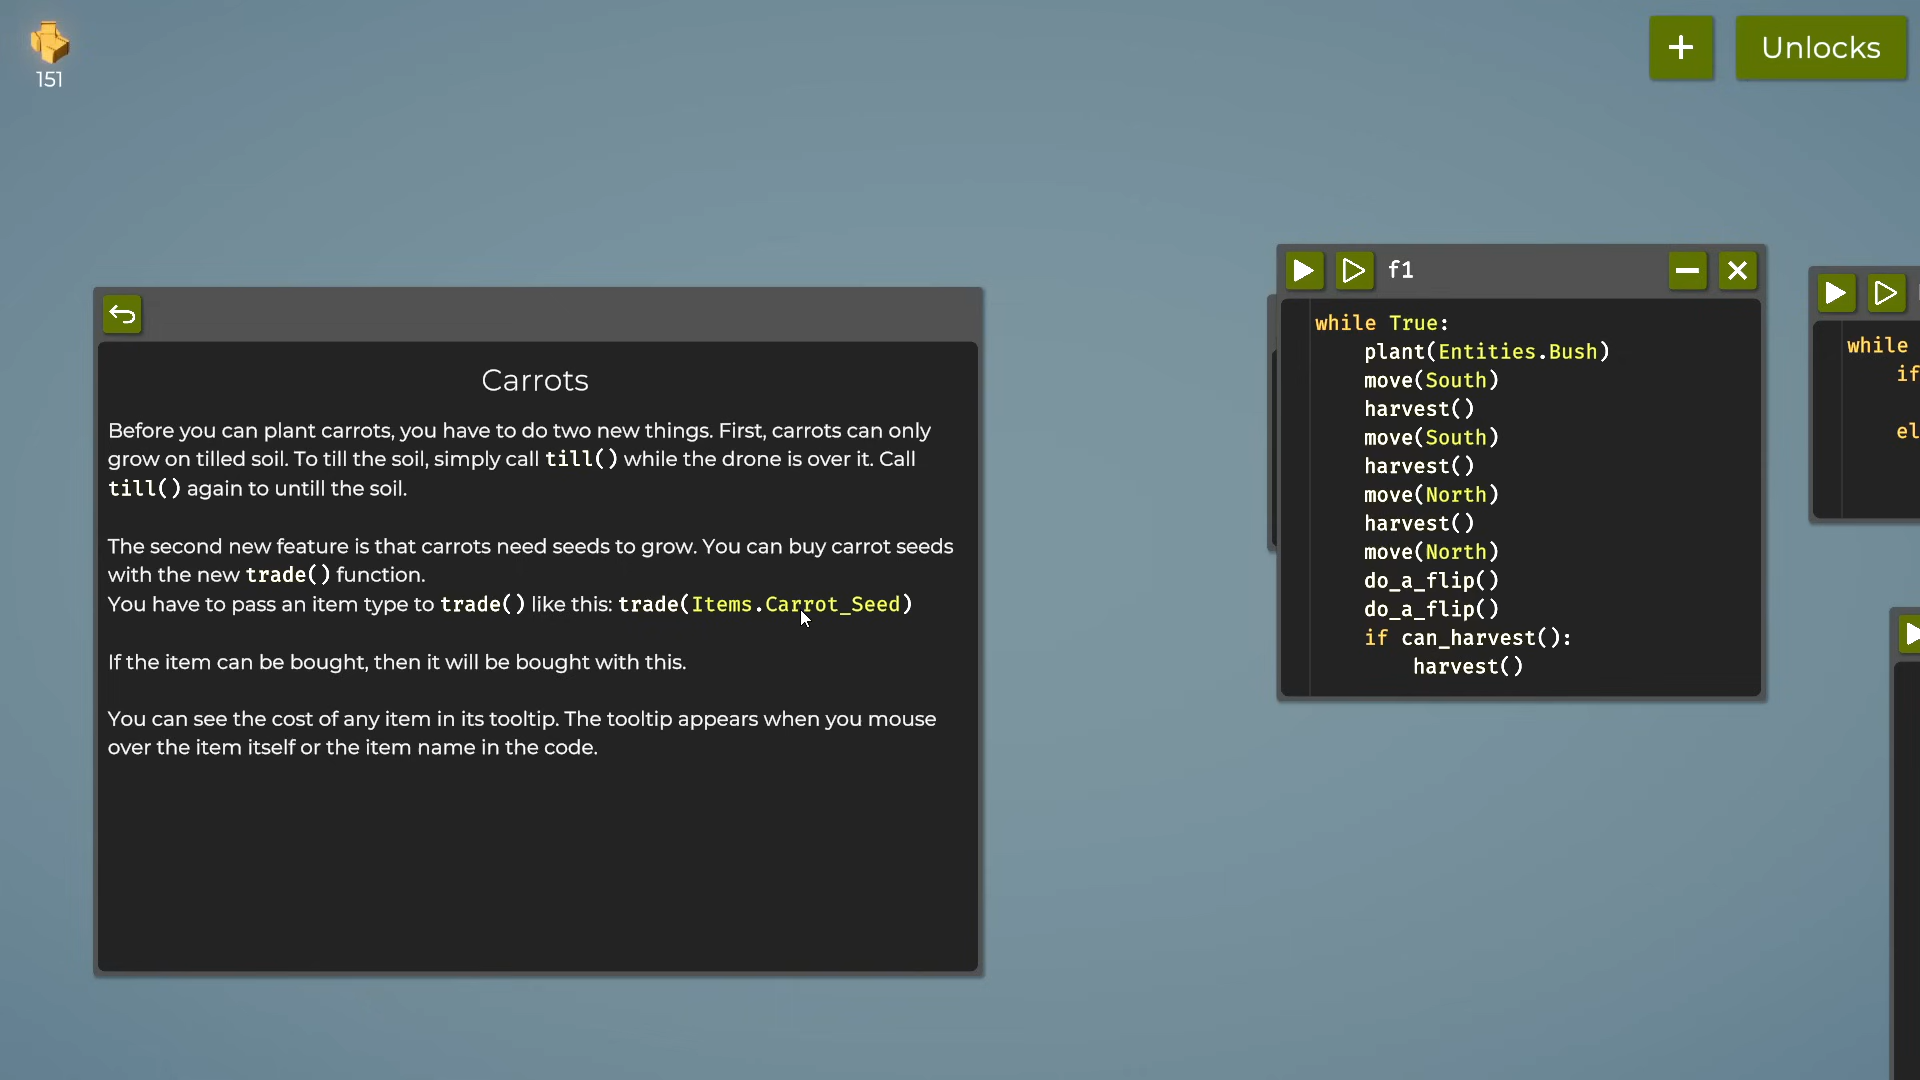 151
Unlocks
Carrots
Before you can plant carrots, you have to do two new things. First, carrots can only
grow on tilled soil. To till the soil, simply call till() while the drone is over it. Call
till() again to untill the soil.
The second new feature is that carrots need seeds to grow. You can buy carrot seeds
with the new trade() function.
You have to pass an item type to trade() like this: trade(Items.Carrot_Seed)
If the item can be bought, then it will be bought with this.
You can see the cost of any item in its tooltip. The tooltip appears when you mouse
over the item itself or the item name in the code.
f1
while True:
plant(Entities.Bush)
move(South)
harvest()
move(South)
harvest()
move(North)
harvest()
move(North)
do_a_flip()
do_a_flip()
if can_harvest():
harvest()
while
if
el